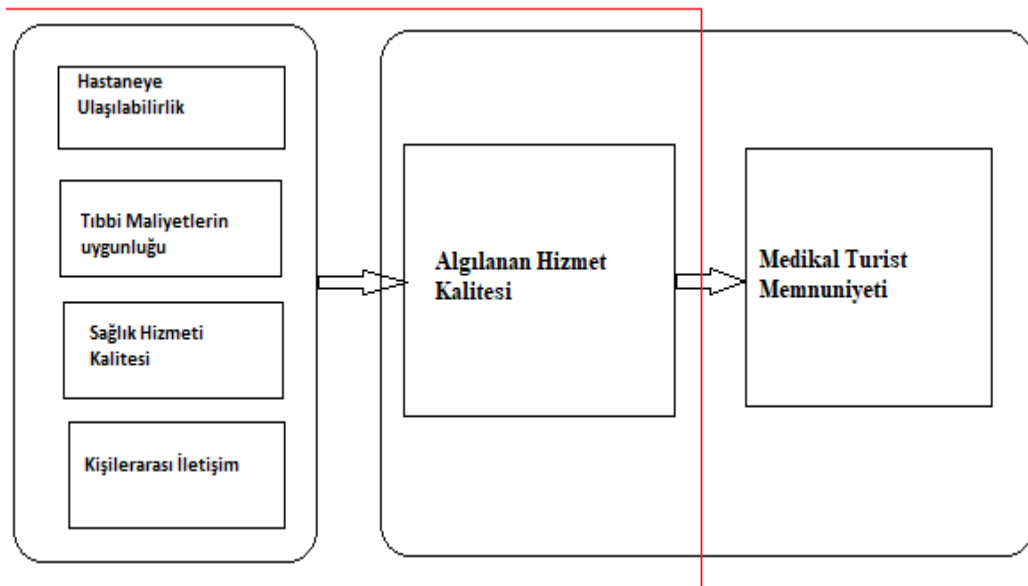 Hastaneye
Ulaşılabilirlik
Tıbbi Maliyetlerin
uygunluğu
Sağlık Hizmeti
Kalitesi
Kişilerarası İletişim
Algılanan Hizmet
Kalitesi
Medikal Turist
Memnuniyeti